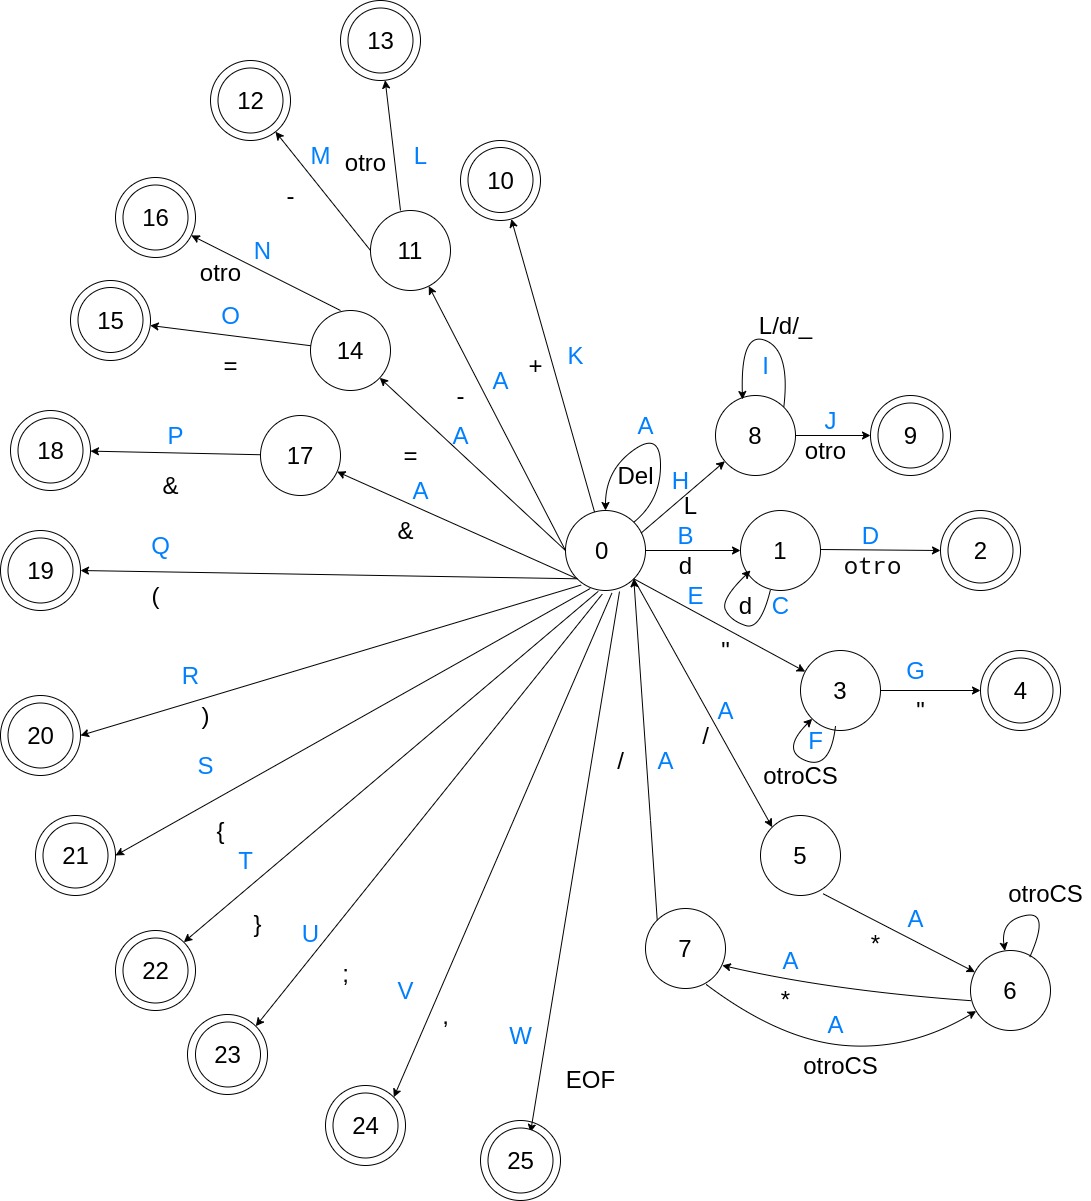 13
12
M
otro
L
10
-
16
N
11
otro
15
O
14
=
L/d/_
I
K
+
A
-
8
J
9
otro
18
P
17
A
=
A
Del
H
L
&
A
&
0
B
d
1
D
otro
2
19
Q
(
E
d
C
"
R
20
)
3
G
4
"
A
/
F
otroCS
S
/
A
21
{
T
5
}
U
22
;
V
7
A
*
otroCS
A
*
6
23
,
W
A
otroCS
EOF
24
25